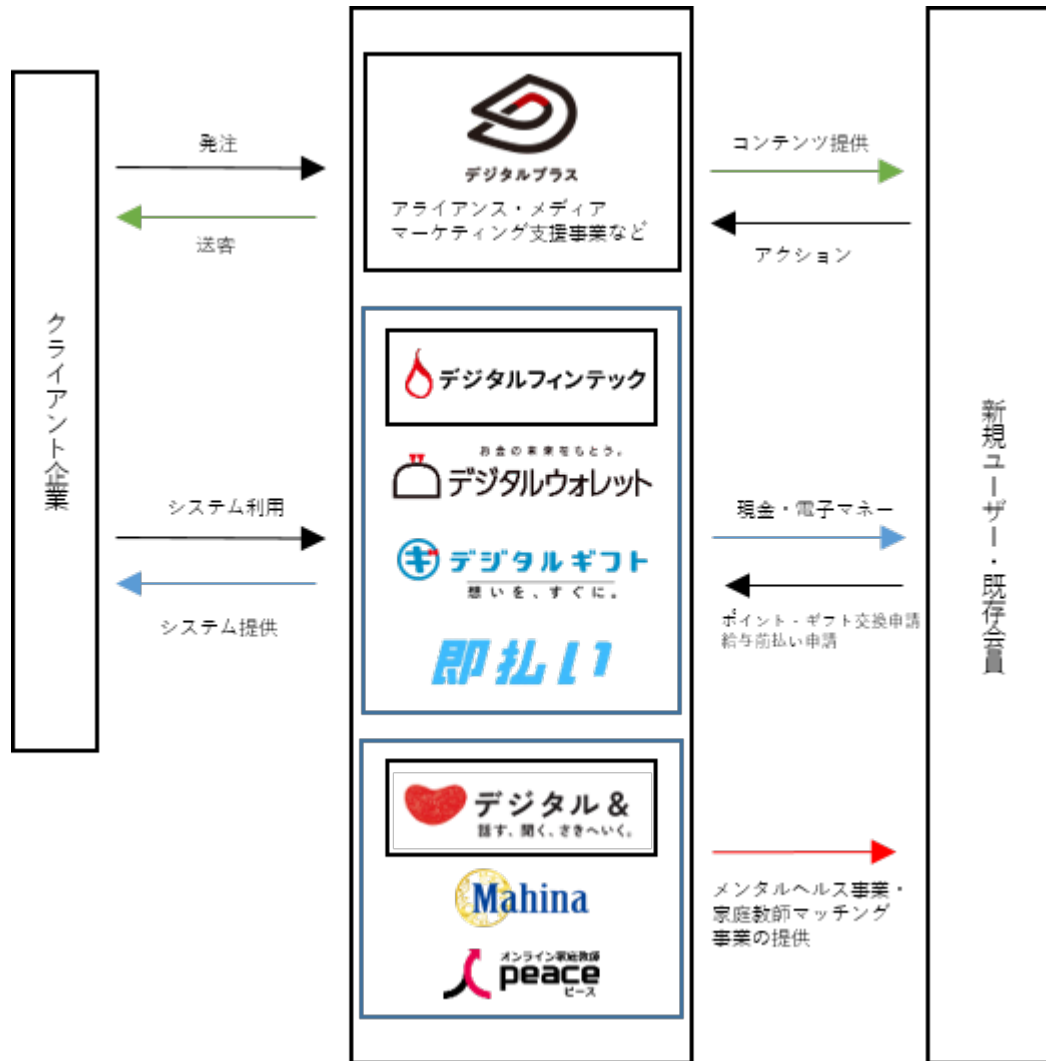 クライアント企業
発注
送客
デジタルプラス
アライアンス・メディア
マーケティング支援事業など
コンテンツ提供
アクション
システム利用
システム提供
デジタルフィンテック
お金の未来をもとう。
デジタルウォレット
ギ デジタルギフト
想いを、すぐに。
即払い
現金・電子マネー
ポイント・ギフト交換申請
給与前払い申請
デジタル &
話す、聞く、さきへいく。
Mahina
オンライン家庭教師
peace
ピース
メンタルヘルス事業・
家庭教師マッチング
事業の提供
新規ユーザー・既存会員